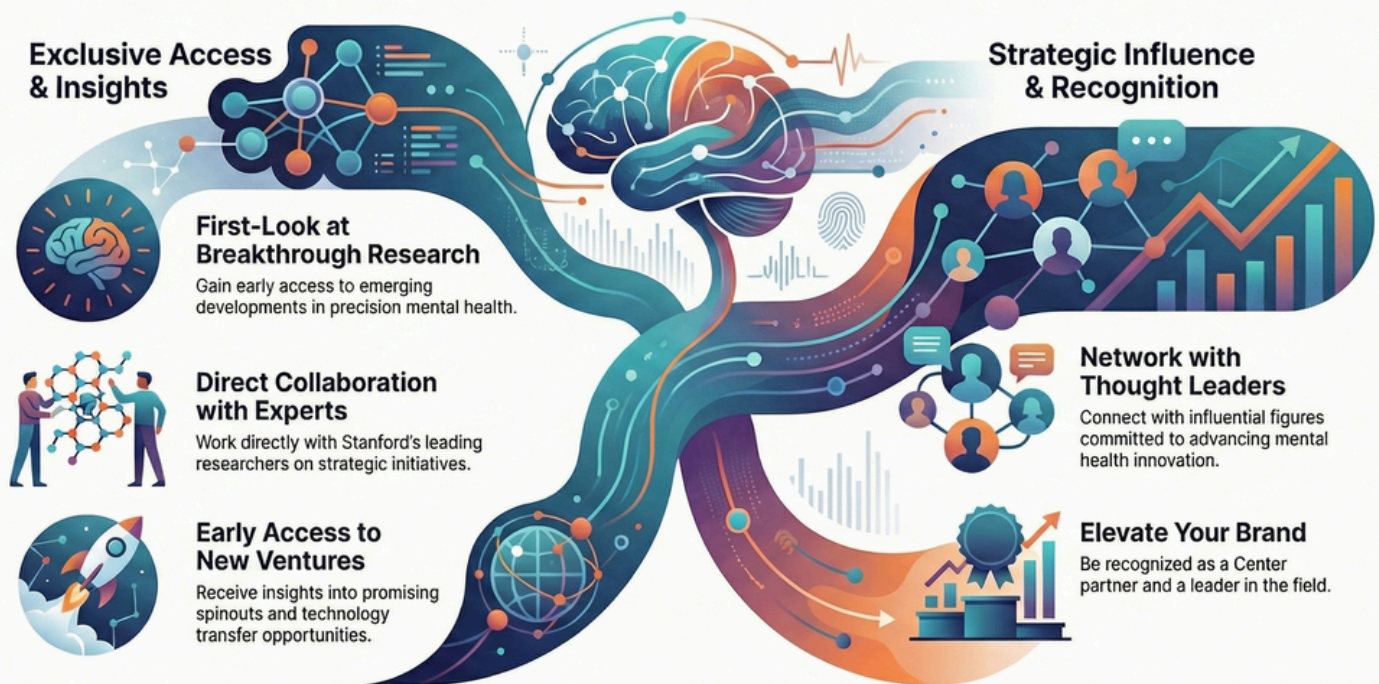 Exclusive Access
& Insights
First-Look at
Breakthrough Research
Gain early access to emerging
developments in precision mental health.
Direct Collaboration
with Experts
Work directly with Stanford's leading
researchers on strategic initiatives.
Early Access to
New Ventures
Receive insights into promising
spinouts and technology
transfer opportunities.
Strategic Influence
& Recognition
Network with
Thought Leaders
Connect with influential figures
committed to advancing mental
health innovation.
Elevate Your Brand
Be recognized as a Center
partner and a leader in the field.